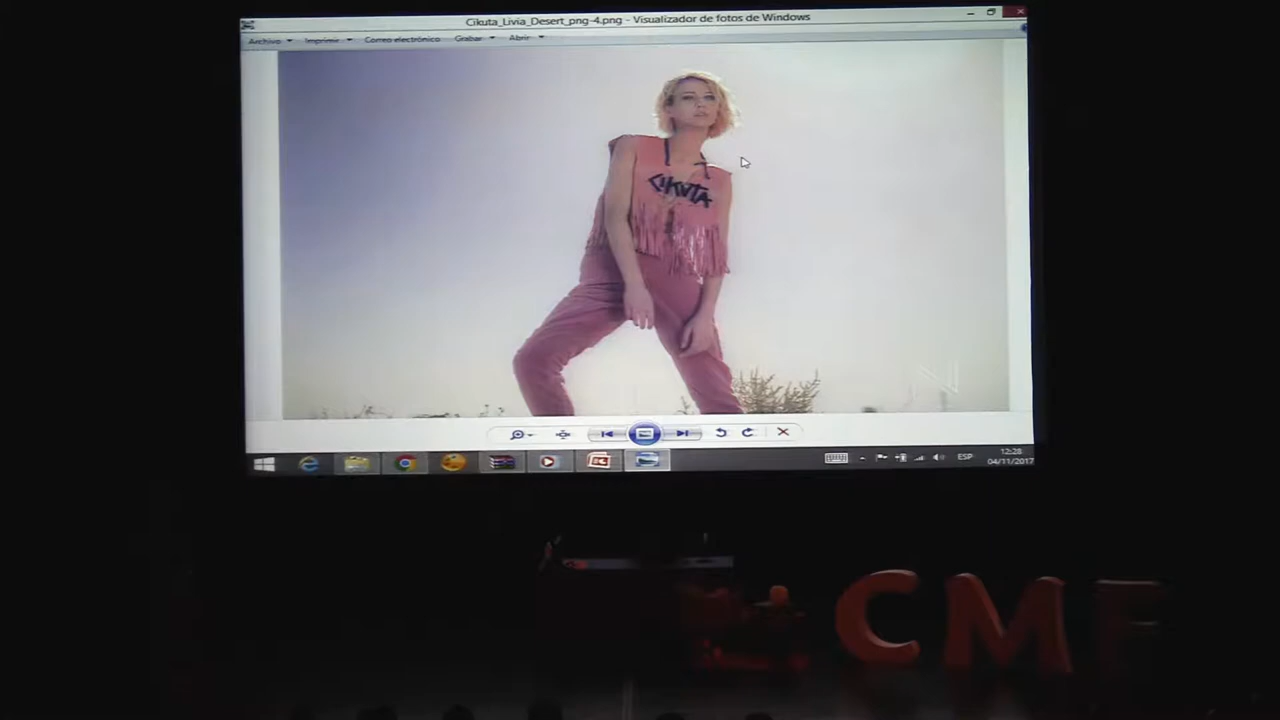 Cikuta_Livia_Desert_png-4.png - Visualizador de fotos de Windows
Archivo Imprimir Correo electrónico Grabar Abrir
CIKUTA
ESP
12:28
04/11/2017
CMF